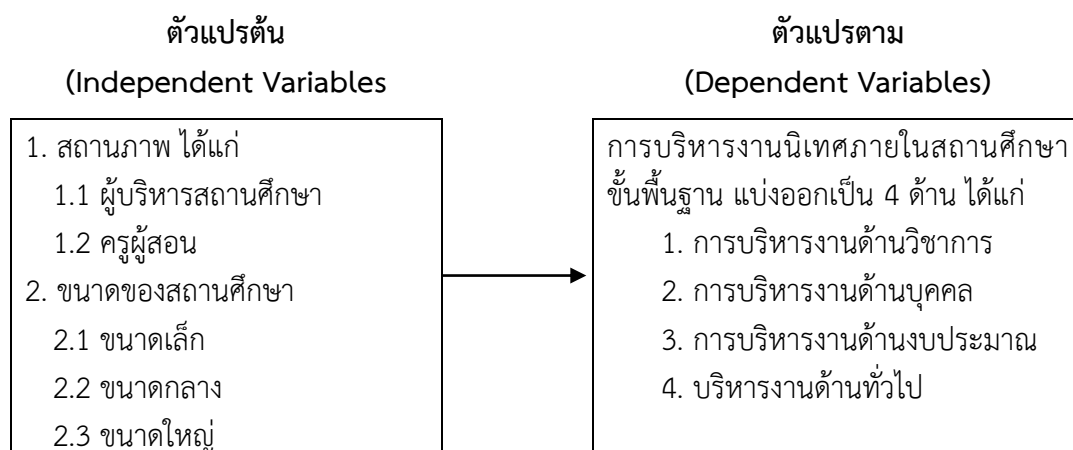 ตัวแปรต้น
(Independent Variables
1. สถานภาพ ได้แก่
1.1 ผู้บริหารสถานศึกษา
1.2 ครูผู้สอน
2. ขนาดของสถานศึกษา
2.1 ขนาดเล็ก
2.2 ขนาดกลาง
2.3 ขนาดใหญ่
ตัวแปรตาม
(Dependent Variables)
การบริหารงานนิเทศภายในสถานศึกษา
ขั้นพื้นฐาน แบ่งออกเป็น 4 ด้าน ได้แก่
1. การบริหารงานด้านวิชาการ
2. การบริหารงานด้านบุคคล
3. การบริหารงานด้านงบประมาณ
4. บริหารงานด้านทั่วไป